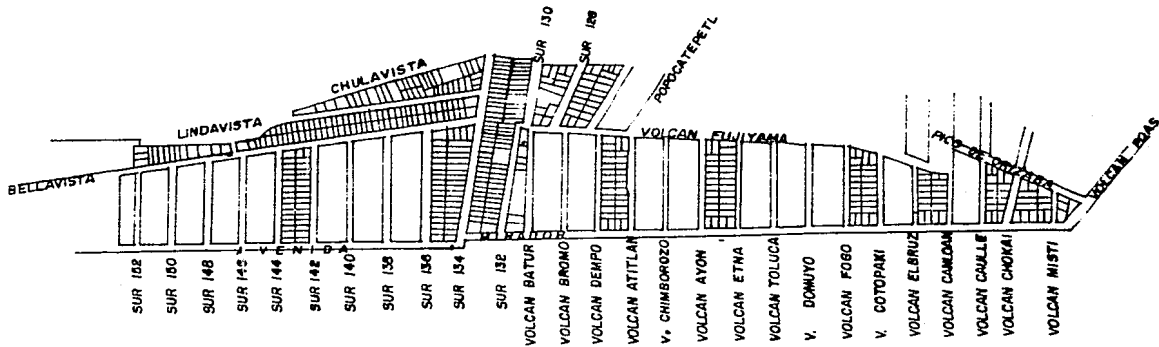 SUR 130
SUR 128
POPOCATEPETL
CHULAVISTA
LINDAVISTA
BELLAVISTA
VOLCAN FUJIYAMA
PICO DE ORIZABA
VOLCAN POAS
AVENIDA
MIRADOR
SUR 152
SUR 150
SUR 148
SUR 146
SUR 144
SUR 142
SUR 140
SUR 138
SUR 136
SUR 134
SUR 132
VOLCAN BATUR
VOLCAN BROMO
VOLCAN DEMPO
VOLCAN ATITLAN
V. CHIMBOROZO
VOLCAN AYON
VOLCAN ETNA
VOLCAN TOLUCA
V. DOMUYO
VOLCAN FOGO
V. COTOPAXI
VOLCAN ELBRUZ
VOLCAN CAULLE
VOLCAN CHOKAI
VOLCAN MISTI